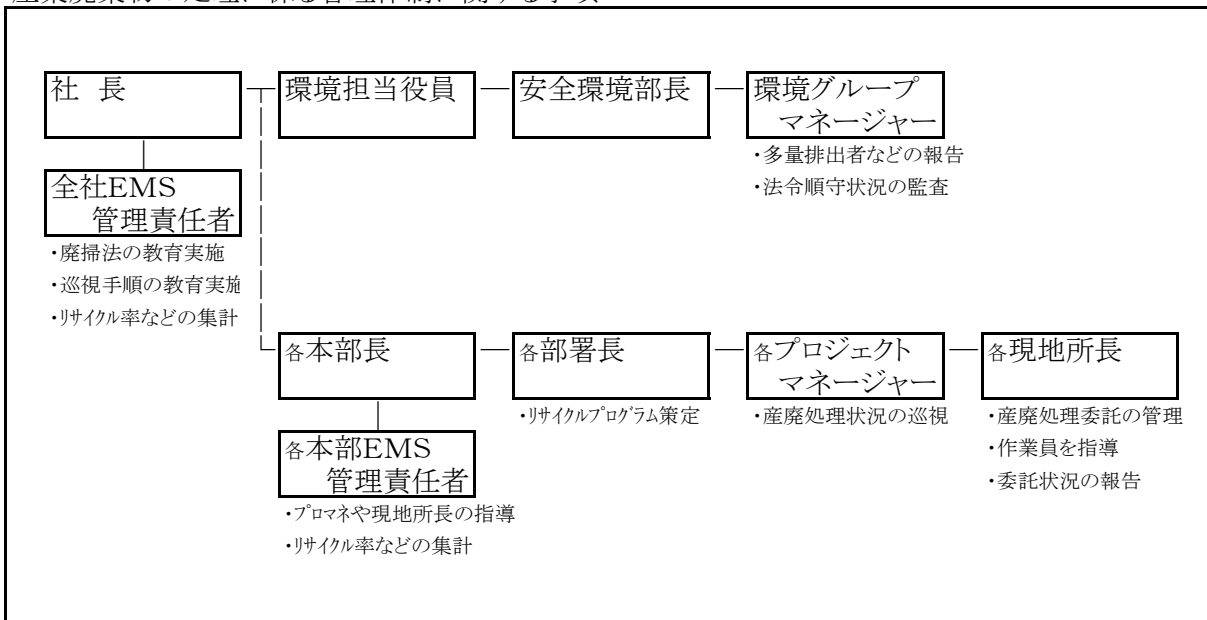 産業廃棄物の処理に係る管理体制に関する事項
社 長
環境担当役員
安全環境部長
環境グループ
マネージャー
・多量排出者などの報告
・法令順守状況の監査
全社EMS
管理責任者
・廃掃法の教育実施
・巡視手順の教育実施
・リサイクル率などの集計
各本部長
各部署長
・リサイクルプログラム策定
各プロジェクト
マネージャー
・産廃処理状況の巡視
各現地所長
・産廃処理委託の管理
・作業員を指導
・委託状況の報告
各本部EMS
管理責任者
・プロマネや現地所長の指導
・リサイクル率などの集計